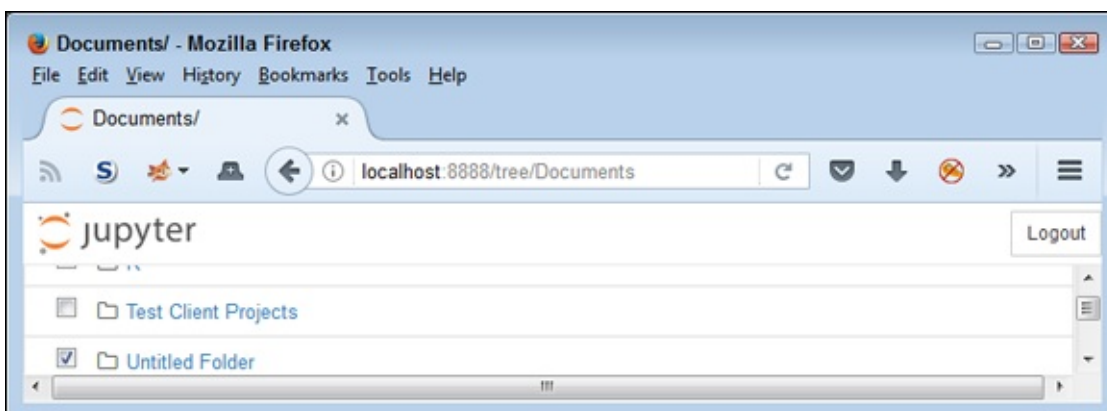 Documents/ - Mozilla Firefox
File Edit View History Bookmarks Tools Help
Documents/
S localhost:8888/tree/Documents
jupyter Logout
R
Test Client Projects
Untitled Folder